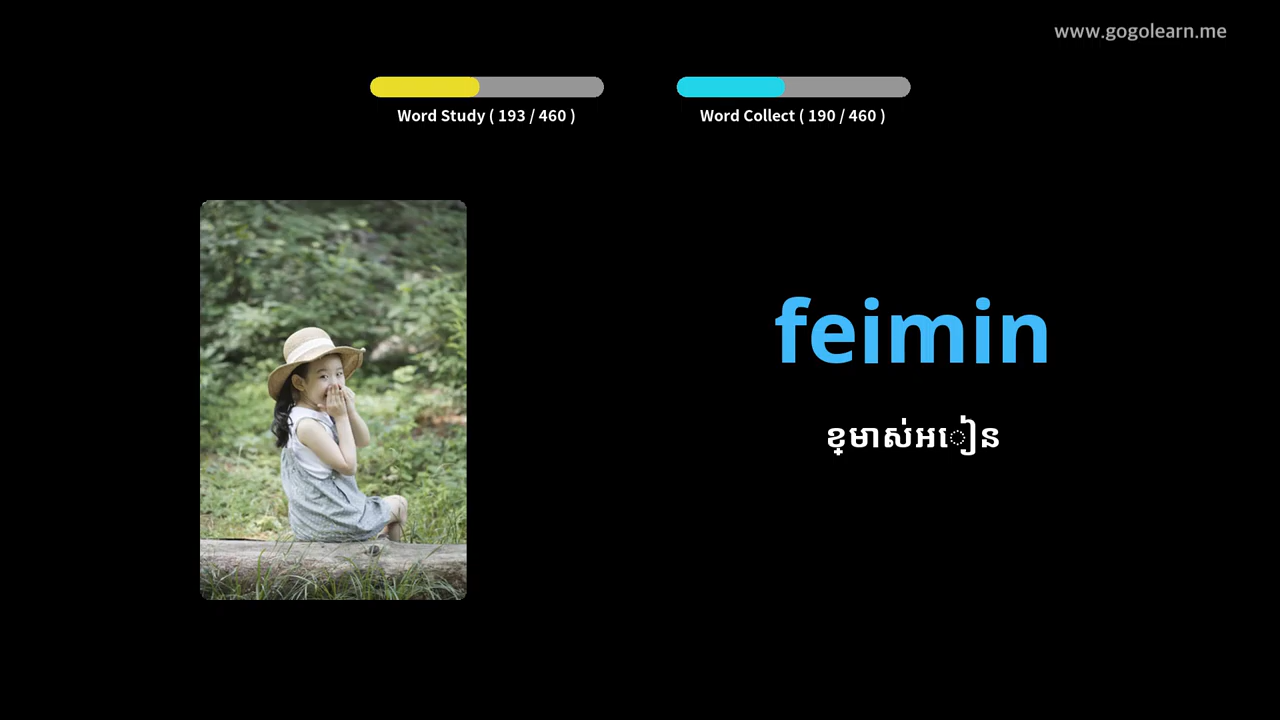 www.gogolearn.me
Word Study ( 193 / 460 )
Word Collect ( 190 / 460 )
feimin
ខ្មាស់អៀន